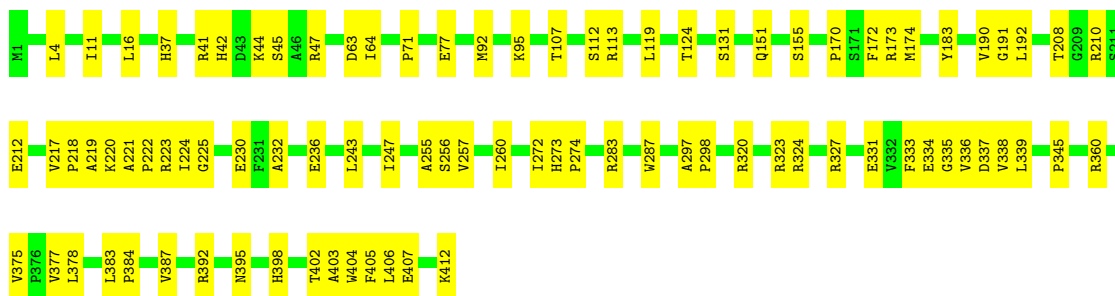 M1 L4 I11 L16 H37 R41 H42 D43 K44 S45 A46 R47 D63 I64 P71 E77 M92 K95 T107 S112 R113 L119 T124 S131 Q151 S155 P170 S171 F172 R173 M174 Y183 V190 G191 L192 T208 G209 R210 S211
E212 V217 P218 A219 K220 A221 P222 R223 I224 G225 E230 F231 A232 E236 L243 I247 A255 S256 V257 I260 I272 H273 P274 R283 W287 A297 P298 R320 R323 R324 R327 E331 V332 F333 E334 G335 V336 D337 V338 L339 P345 R360
V375 P376 V377 L378 L383 P384 V387 R392 N395 H398 T402 A403 W404 F405 L406 E407 K412